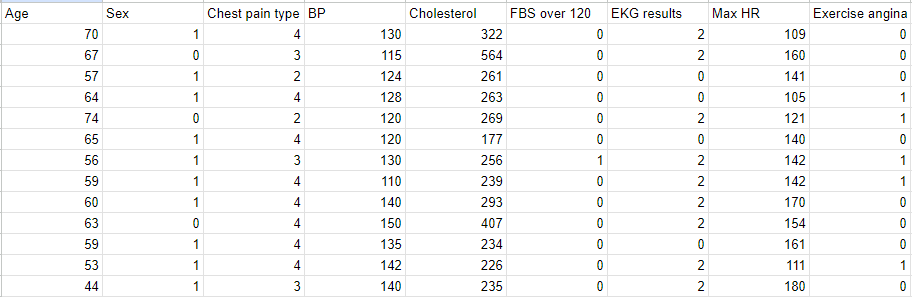 Age Sex Chest pain type BP Cholesterol FBS over 120 EKG results Max HR Exercise angina
70 1 4 130 322 0 2 109 0
67 0 3 115 564 0 2 160 0
57 1 2 124 261 0 0 141 0
64 1 4 128 263 0 0 105 1
74 0 2 120 269 0 2 121 1
65 1 4 120 177 0 0 140 0
56 1 3 130 256 1 2 142 1
59 1 4 110 239 0 2 142 1
60 1 4 140 293 0 2 170 0
63 0 4 150 407 0 2 154 0
59 1 4 135 234 0 0 161 0
53 1 4 142 226 0 2 111 1
44 1 3 140 235 0 2 180 0